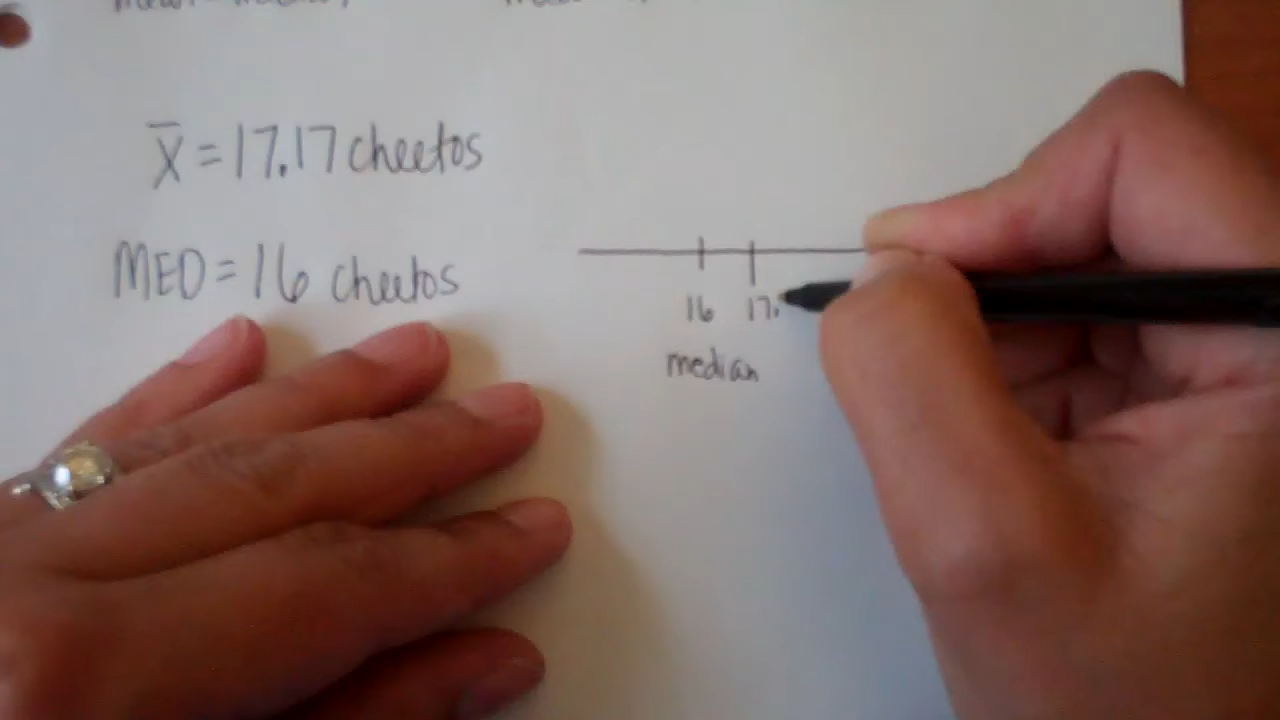 x̄ = 17.17 cheetos
MED = 16 cheetos
16 17.
median